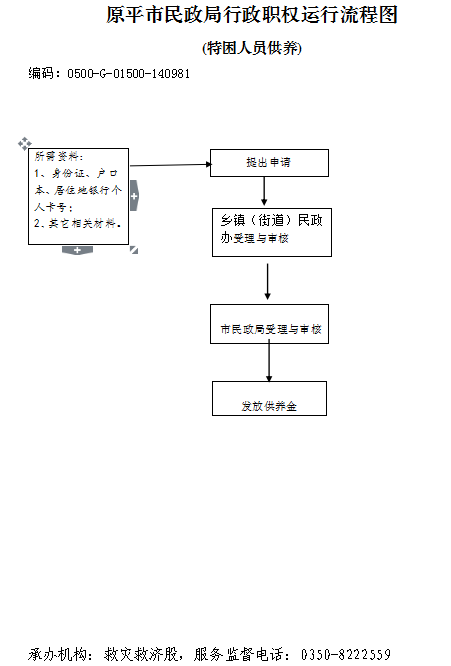 原平市民政局行政职权运行流程图
(特困人员供养)
编码：0500-G-01500-140981
所需资料：
1、身份证、户口
本、居住地银行个
人卡号；
2、其它相关材料。
提出申请
乡镇（街道）民政
办受理与审核
市民政局受理与审核
发放供养金
承办机构：救灾救济股，服务监督电话：0350-8222559